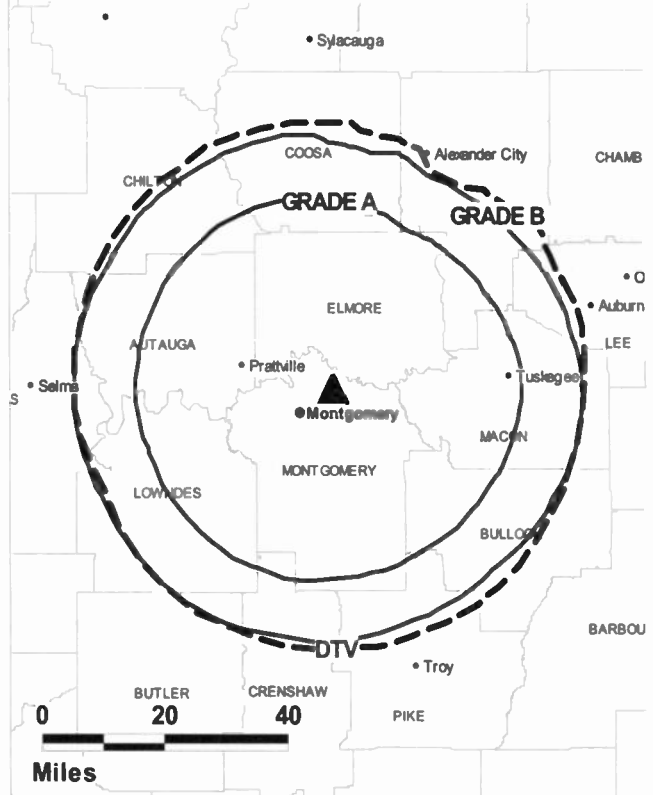 Sylacauga
COOSA
Alexander City
CHAMB
CHILTON
GRADE A
GRADE B
O
ELMORE
Auburn
AUTAUGA
LEE
Prattville
Tuskegee
Selma
S
Montgomery
MACON
MONTGOMERY
LOWNDES
BULLOC
BARBOU
DTV
Troy
BUTLER
CRENSHAW
PIKE
0 20 40
Miles